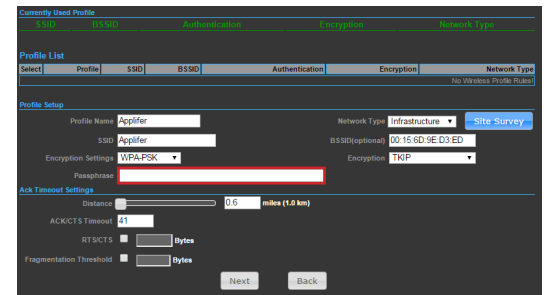 Currently Used Profile
SSID BSSID Authentication Encryption Network Type
Profile List
Select Profile SSID BSSID Authentication Encryption Network Type
No Wireless Profile Rules!
Profile Setup
Profile Name Applifer Network Type Infrastructure Site Survey
SSID Applifer BSSID(optional) 00:15:6D:9E:D3:ED
Encryption Settings WPA-PSK Encryption TKIP
Passphrase
Ack Timeout Settings
Distance 0.6 miles (1.0 km)
ACK/CTS Timeout 41
RTS/CTS Bytes
Fragmentation Threshold Bytes
Next Back